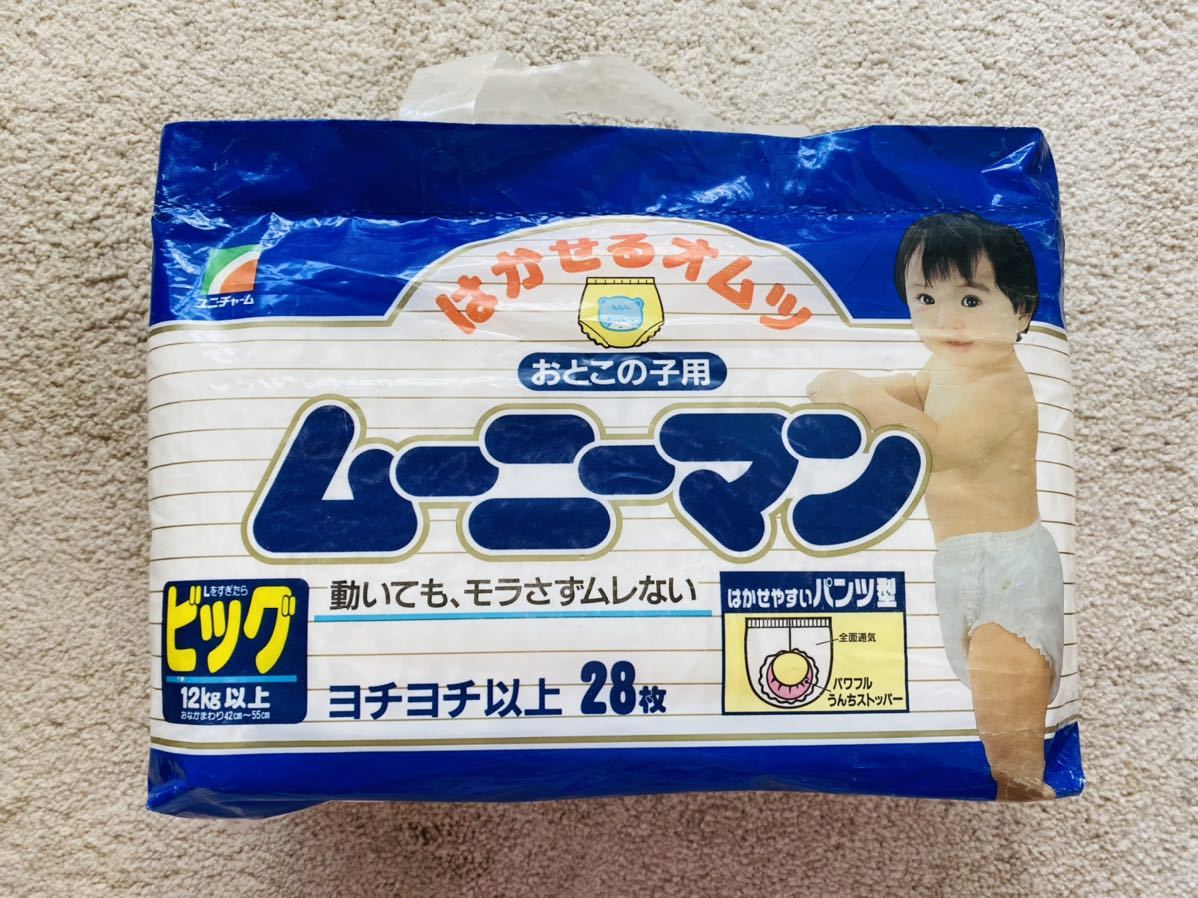 ユニ・チャーム
はかせるオムツ
おとこの子用
ムーニーマン
動いても、モラさずムレない
Lをすぎたら
ビッグ
12kg以上
おなかまわり42cm〜55cm
ヨチヨチ以上 28枚
はかせやすいパンツ型
全面通気
パワフル
うんちストッパー